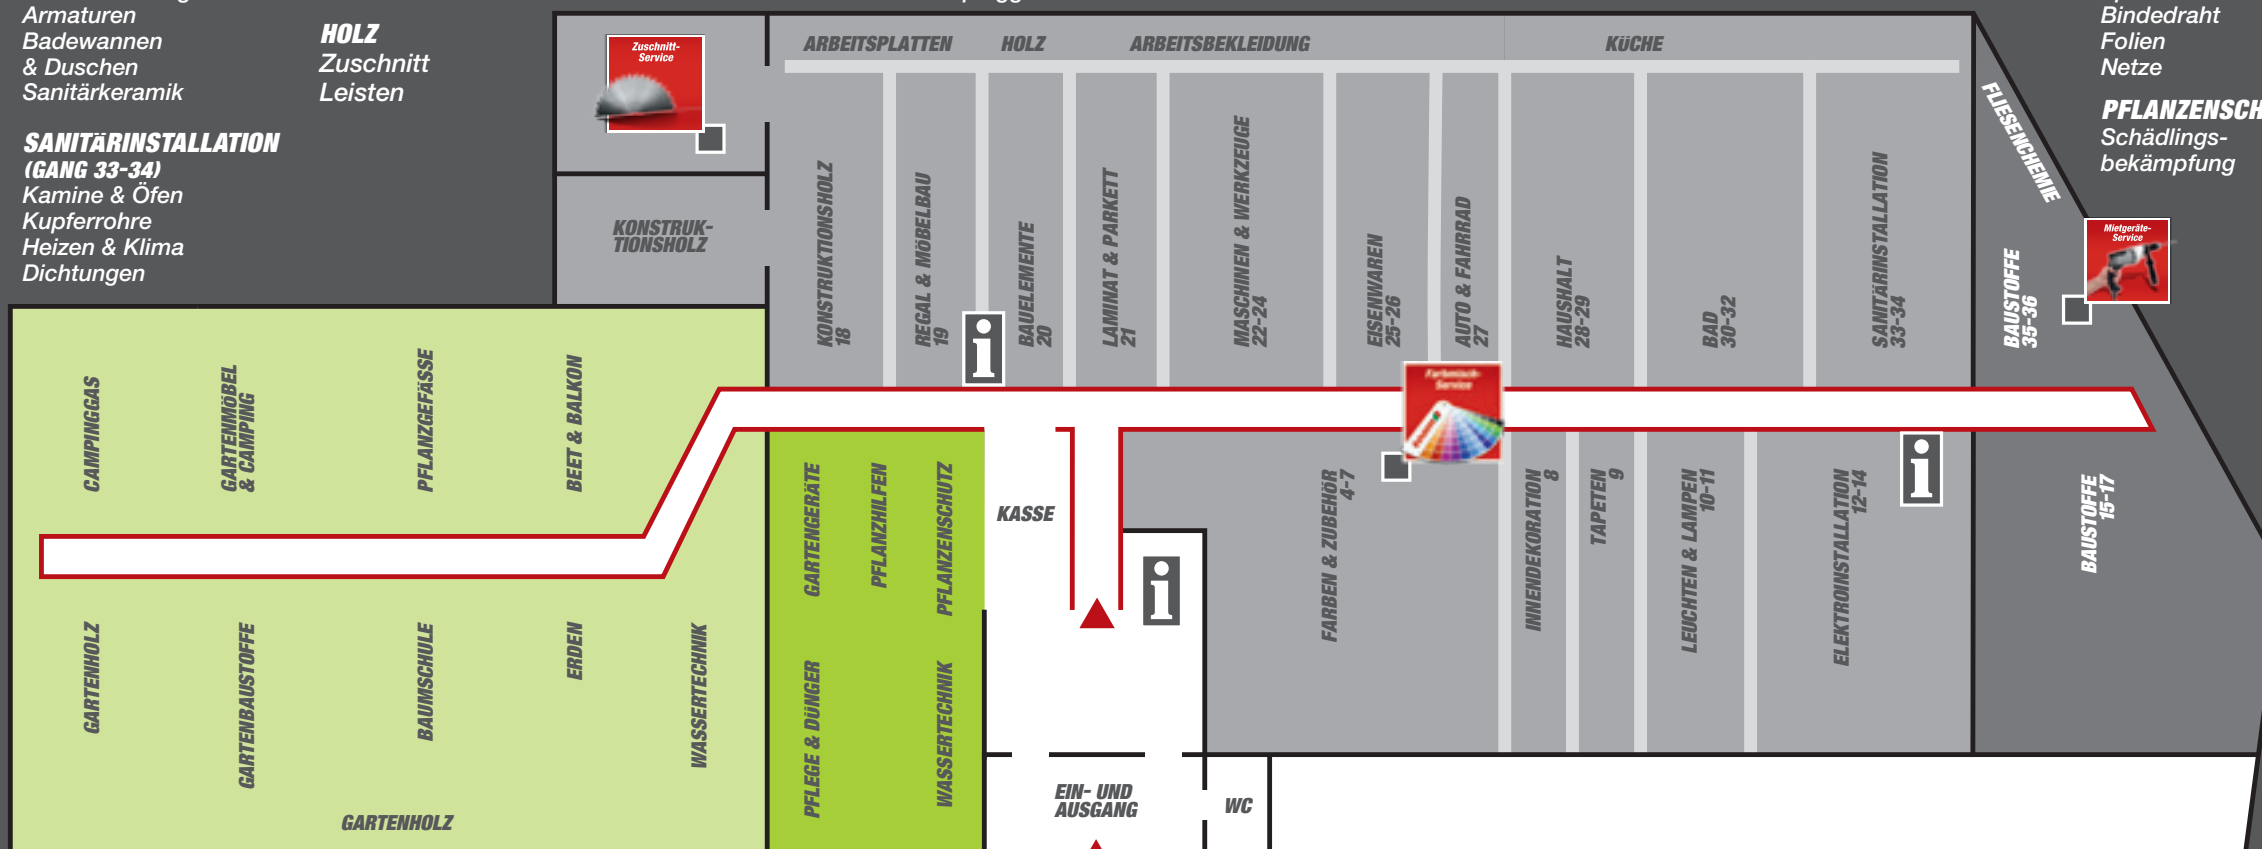 Armaturen
Badewannen
& Duschen
Sanitärkeramik
SANITÄRINSTALLATION
(GANG 33-34)
Kamine & Öfen
Kupferrohre
Heizen & Klima
Dichtungen
HOLZ
Zuschnitt
Leisten
Zuschnitt-
Service
KONSTRUK-
TIONSHOLZ
ARBEITSPLATTEN
HOLZ
ARBEITSBEKLEIDUNG
KÜCHE
KONSTRUKTIONSHOLZ
18
REGAL & MÖBELBAU
19
i
BAUELEMENTE
20
LAMINAT & PARKETT
21
MASCHINEN & WERKZEUGE
22-24
EISENWAREN
25-26
AUTO & FAHRRAD
27
HAUSHALT
28-29
BAD
30-32
SANITÄRINSTALLATION
33-34
FLIESENCHEMIE
BAUSTOFFE
35-36
Mietgeräte-
Service
Bindedraht
Folien
Netze
PFLANZENSCH
Schädlings-
bekämpfung
CAMPINGGAS
GARTENMÖBEL
& CAMPING
PFLANZGEFÄSSE
BEET & BALKON
GARTENHOLZ
GARTENBAUSTOFFE
BAUMSCHULE
ERDEN
WASSERTECHNIK
GARTENHOLZ
GARTENGERÄTE
PFLANZHILFEN
PFLANZENSCHUTZ
PFLEGE & DÜNGER
WASSERTECHNIK
KASSE
i
EIN- UND
AUSGANG
WC
Farbmisch-
Service
FARBEN & ZUBEHÖR
4-7
INNENDEKORATION
8
TAPETEN
9
LEUCHTEN & LAMPEN
10-11
ELEKTROINSTALLATION
12-14
i
BAUSTOFFE
15-17